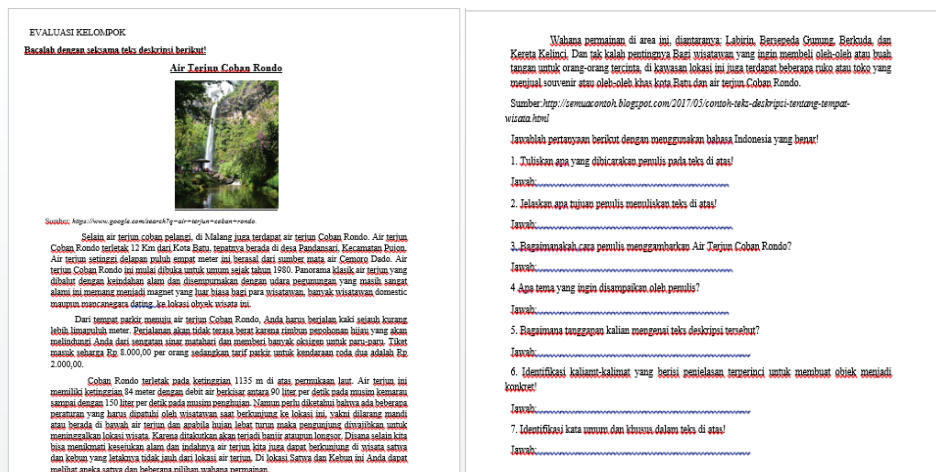 EVALUASI KELOMPOK
Bacalah dengan seksama teks deskripsi berikut!
Air Terjun Coban Rondo
Sumber: https://www.google.com/search?q=air+terjun+coban+rondo.
Selain air terjun coban pelangi, di Malang juga terdapat air terjun Coban Rondo. Air terjun
Coban Rondo terletak 12 Km dari Kota Batu, tepatnya berada di desa Pandansari, Kecamatan Pujon.
Air terjun setinggi delapan puluh empat meter ini berasal dari sumber mata air Cemoro Dado. Air
terjun Coban Rondo ini mulai dibuka untuk umum sejak tahun 1980. Panorama klasik air terjun yang
dibalut dengan keindahan alam dan disempurnakan dengan udara pegunungan yang masih sangat
alami ini memang menjadi magnet yang luar biasa bagi para wisatawan, banyak wisatawan domestic
maupun mancanegara dating, ke lokasi obyek wisata ini.
Dari tempat parkir menuju air terjun Coban Rondo, Anda harus berjalan kaki sejauh kurang
lebih limapuluh meter. Perjalanan akan tidak terasa berat karena rimbun pepohonan hijau yang akan
melindungi Anda dari sengatan sinar matahari dan memberi banyak oksigen untuk paru-paru. Tiket
masuk seharga Rp 8.000,00 per orang sedangkan tarif parkir untuk kendaraan roda dua adalah Rp
2.000,00.
Coban Rondo terletak pada ketinggian 1135 m di atas permukaan laut. Air terjun ini
memiliki ketinggian 84 meter dengan debit air berkisar antara 90 liter per detik pada musim kemarau
sampai dengan 150 liter per detik pada musim penghujan. Namun perlu diketahui bahwa ada beberapa
peraturan yang harus dipatuhi oleh wisatawan saat berkunjung ke lokasi ini, yakni dilarang mandi
atau berada di bawah air terjun dan apabila hujan lebat turun maka pengunjung diwajibkan untuk
meninggalkan lokasi wisata. Karena ditakutkan akan terjadi banjir ataupun longsor. Disana selain kita
bisa menikmati kesejukan alam dan indahnya air terjun kita juga dapat berkunjung di wisata satwa
dan kebun yang letaknya tidak jauh dari lokasi air terjun. Di lokasi Satwa dan Kebun ini Anda dapat
melihat aneka satwa dan beberapa pilihan wahana permainan.
Wahana permainan di area ini, diantaranya: Labirin, Bersepeda Gunung, Berkuda, dan
Kereta Kelinci. Dan tak kalah pentingnya Bagi wisatawan yang ingin membeli oleh-oleh atau buah
tangan untuk orang-orang tercinta, di kawasan lokasi ini juga terdapat beberapa ruko atau toko yang
menjual souvenir atau oleh-oleh khas kota Batu dan air terjun Coban Rondo.
Sumber:http://semuacontoh.blogspot.com/2017/05/contoh-teks-deskripsi-tentang-tempat-
wisata.html
Jawablah pertanyaan berikut dengan menggunakan bahasa Indonesia yang benar!
1. Tuliskan apa yang dibicarakan penulis pada teks di atas!
Jawab:
2. Jelaskan apa tujuan penulis menuliskan teks di atas!
Jawab:
3. Bagaimanakah cara penulis menggambarkan Air Terjun Coban Rondo?
Jawab:
4 Apa tema yang ingin disampaikan oleh penulis?
Jawab:
5. Bagaimana tanggapan kalian mengenai teks deskripsi tersebut?
Jawab:
6. Identifikasi kaliamt-kalimat yang berisi penjelasan terperinci untuk membuat objek menjadi
konkret!
Jawab:
7. Identifikasi kata umum dan khusus dalam teks di atas!
Jawab: